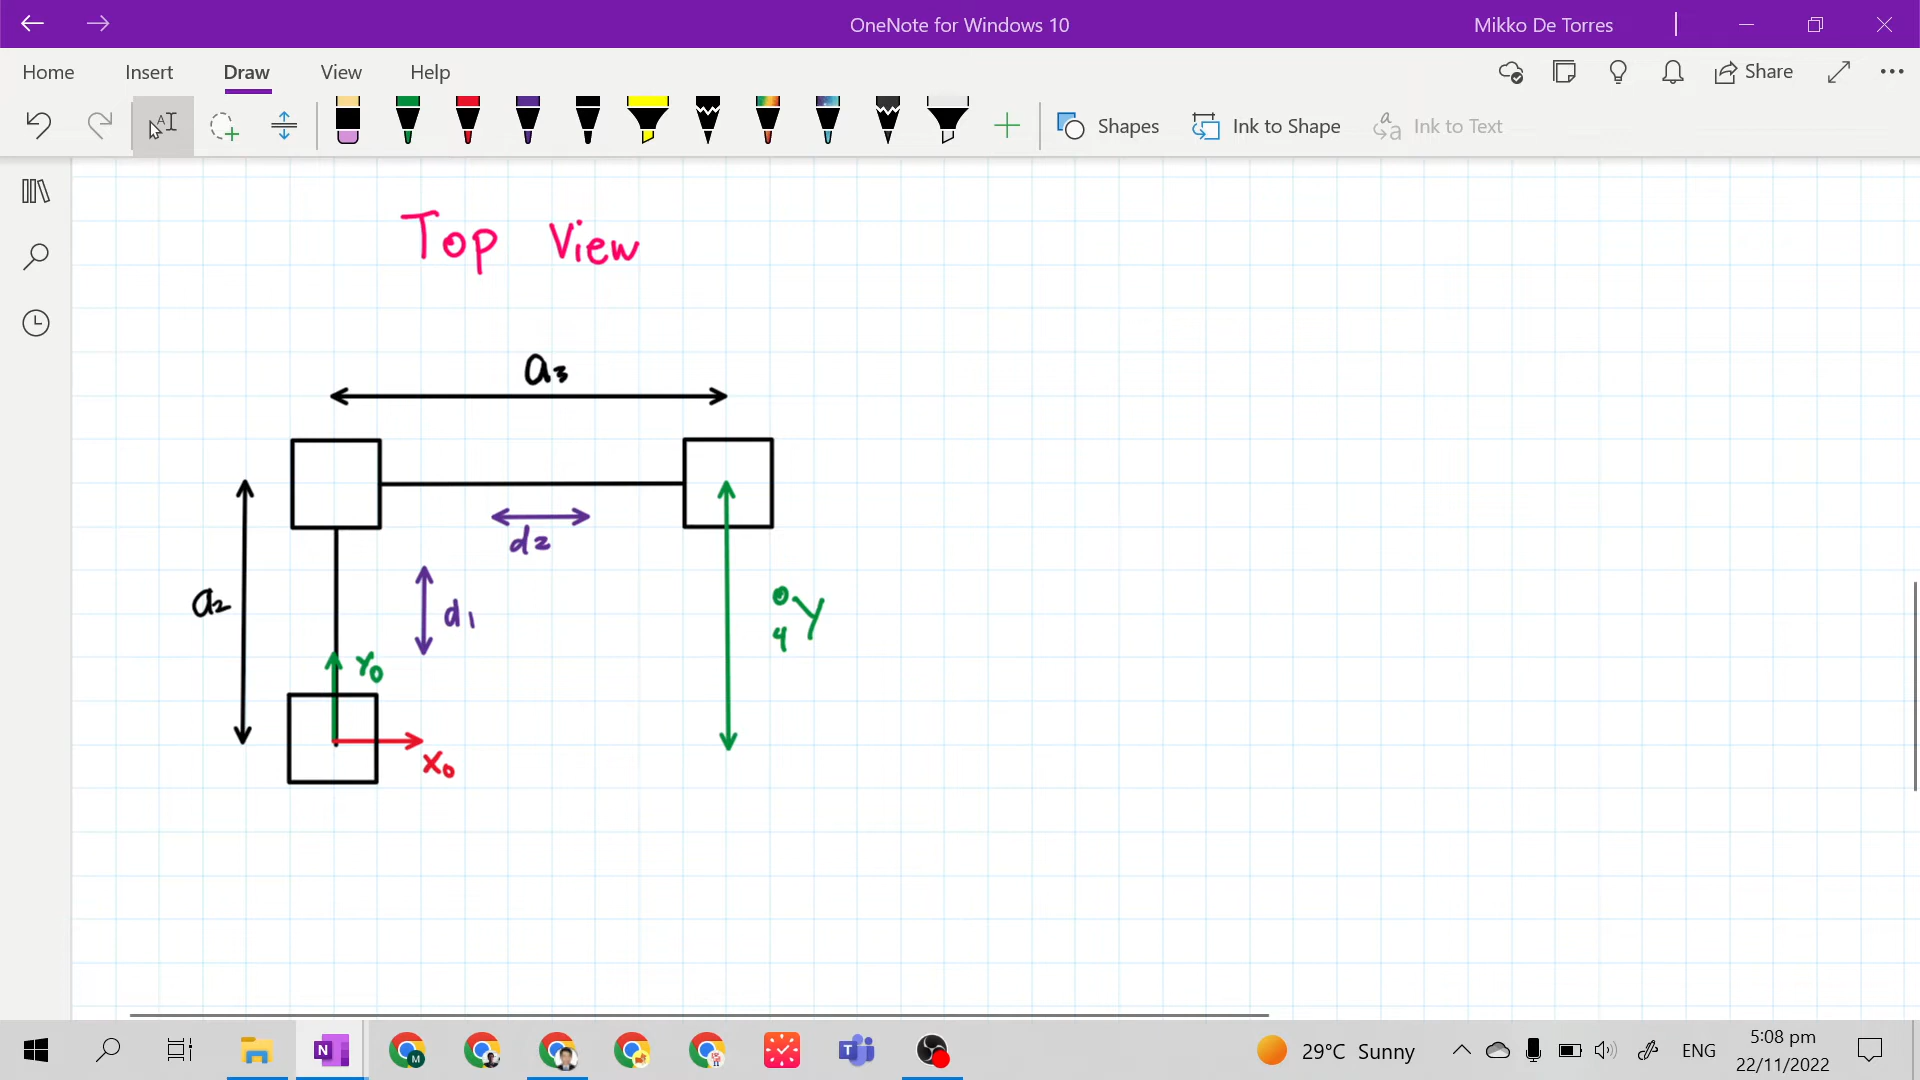 OneNote for Windows 10
Mikko De Torres
Home Insert Draw View Help
Share
Shapes Ink to Shape Ink to Text
Top View
a3
d2
a2
d1
0
4 Y
Y0
X0
29°C Sunny
ENG
5:08 pm
22/11/2022